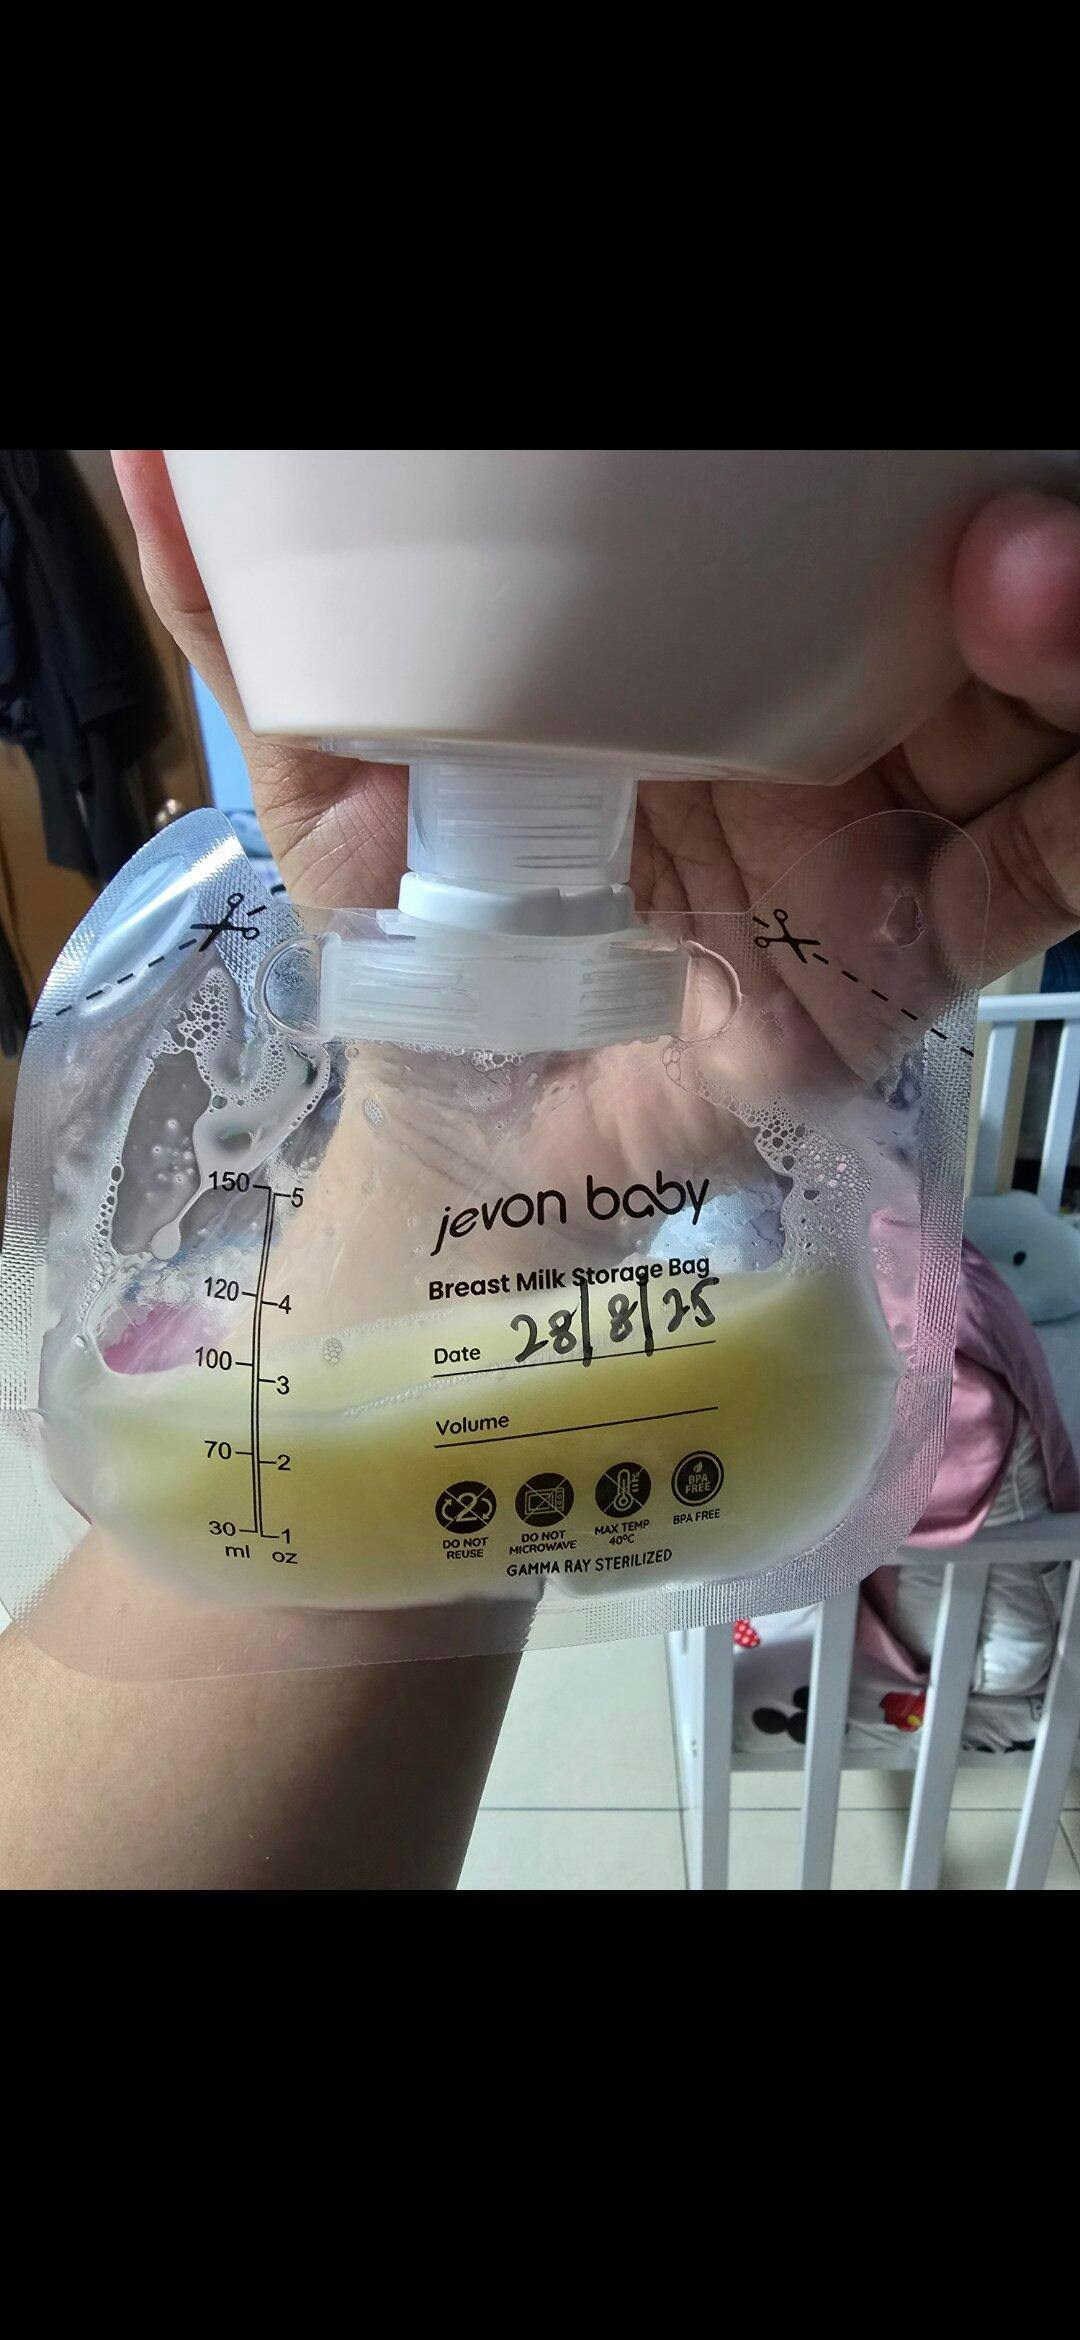 150 5
120 4
100 3
70 2
30 1
ml oz
jevon baby
Breast Milk Storage Bag
Date 28/8/25
Volume
2
DO NOT REUSE
DO NOT MICROWAVE
MAX TEMP 40°C
BPA FREE
BPA FREE
GAMMA RAY STERILIZED